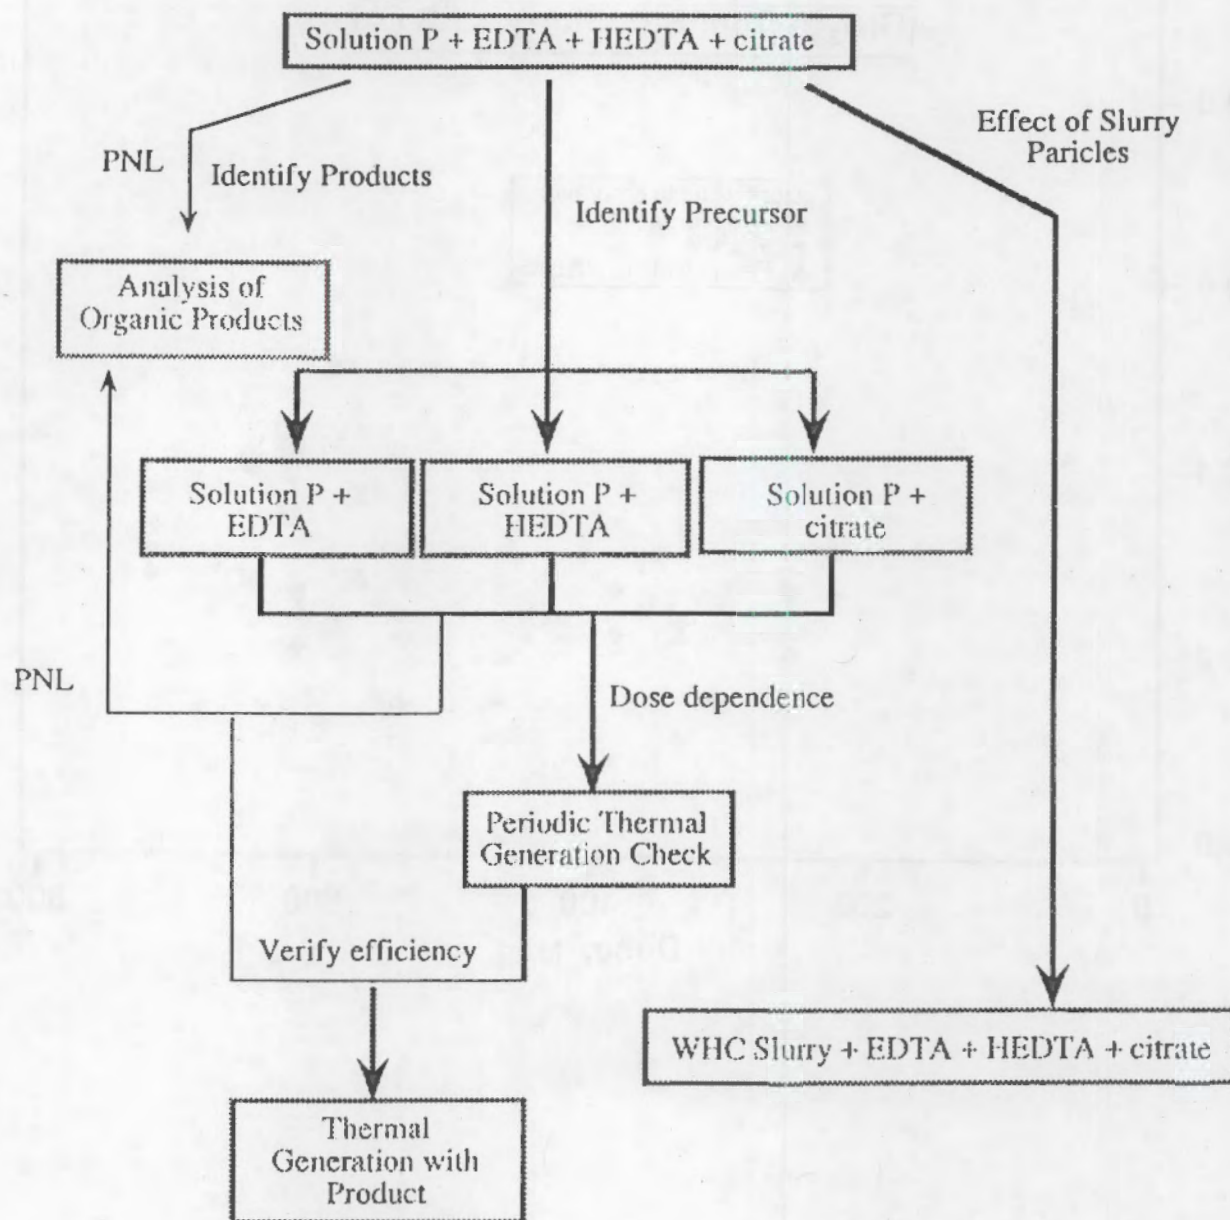 Solution P + EDTA + HEDTA + citrate
Effect of Slurry
Paricles
PNL
Identify Products
Identify Precursor
Analysis of
Organic Products
Solution P +
EDTA
Solution P +
HEDTA
Solution P +
citrate
PNL
Dose dependence
Periodic Thermal
Generation Check
Verify efficiency
WHC Slurry + EDTA + HEDTA + citrate
Thermal
Generation with
Product